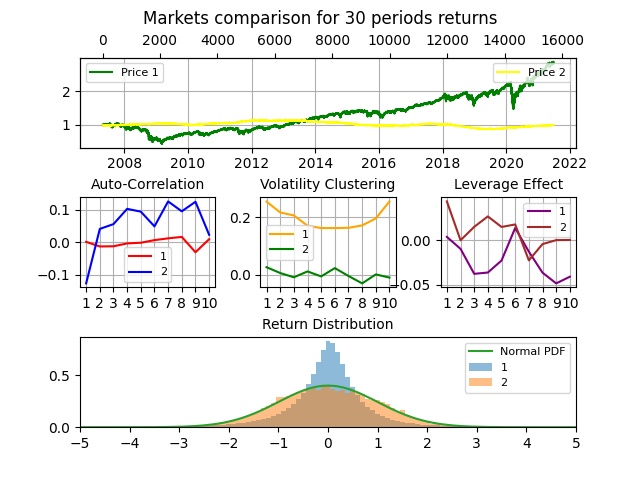 Markets comparison for 30 periods returns
0 2000 4000 6000 8000 10000 12000 14000 16000
Price 1
Price 2
2
1
2008 2010 2012 2014 2016 2018 2020 2022
Auto-Correlation
0.1
0.0
−0.1
1
2
1 2 3 4 5 6 7 8 9 10
Volatility Clustering
0.2
0.0
1
2
1 2 3 4 5 6 7 8 9 10
Leverage Effect
0.00
−0.05
1
2
1 2 3 4 5 6 7 8 9 10
Return Distribution
0.5
0.0
Normal PDF
1
2
−5 −4 −3 −2 −1 0 1 2 3 4 5